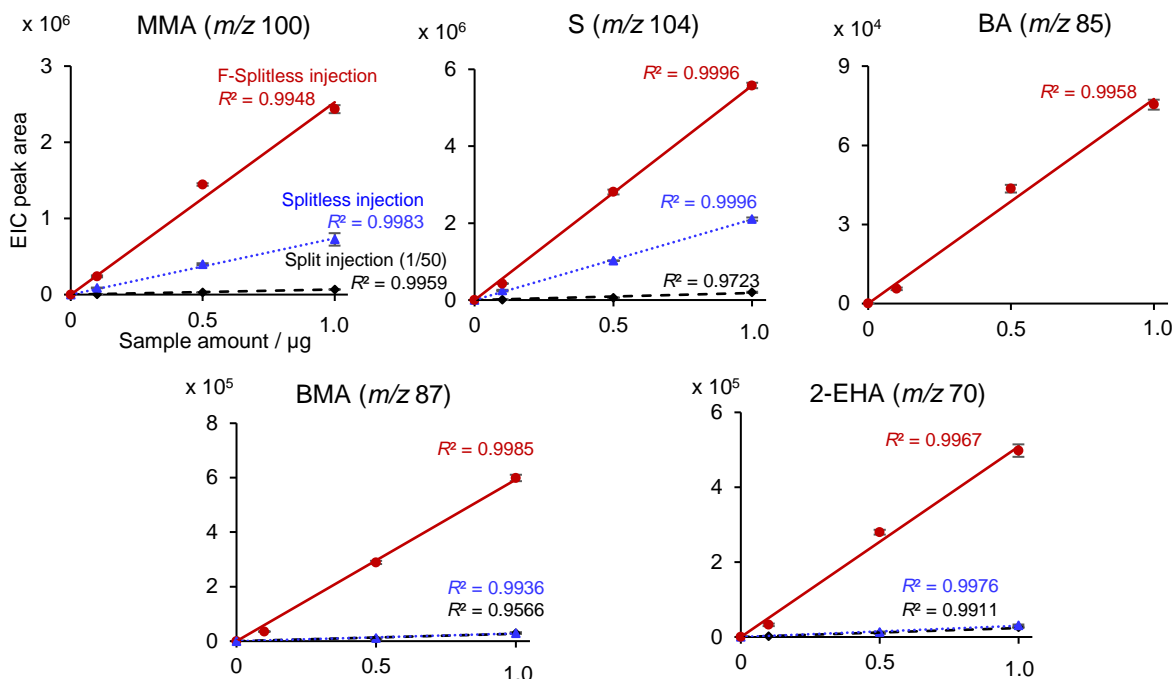 x 10⁶
MMA (m/z 100)
EIC peak area
3
2
1
0
F-Splitless injection
R² = 0.9948
Splitless injection
R² = 0.9983
Split injection (1/50)
R² = 0.9959
0
0.5
1.0
Sample amount / µg
x 10⁶
S (m/z 104)
6
4
2
0
R² = 0.9996
R² = 0.9996
R² = 0.9723
0
0.5
1.0
x 10⁴
BA (m/z 85)
9
6
3
0
R² = 0.9958
0
0.5
1.0
x 10⁵
BMA (m/z 87)
8
6
4
2
0
R² = 0.9985
R² = 0.9936
R² = 0.9566
0
0.5
1.0
x 10⁵
2-EHA (m/z 70)
6
4
2
0
R² = 0.9967
R² = 0.9976
R² = 0.9911
0
0.5
1.0